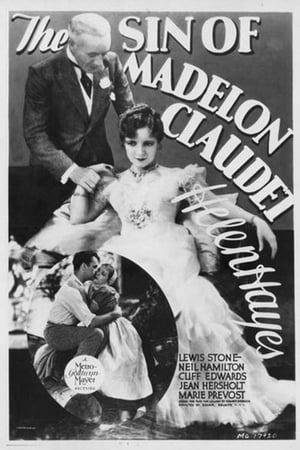 The SIN OF
MADELON
CLAUDET
Helen Hayes
LEWIS STONE-
NEIL HAMILTON
CLIFF EDWARDS
JEAN HERSHOLT
MARIE PREVOST
A
Metro-
Goldwyn-
Mayer
PICTURE
MG 17920